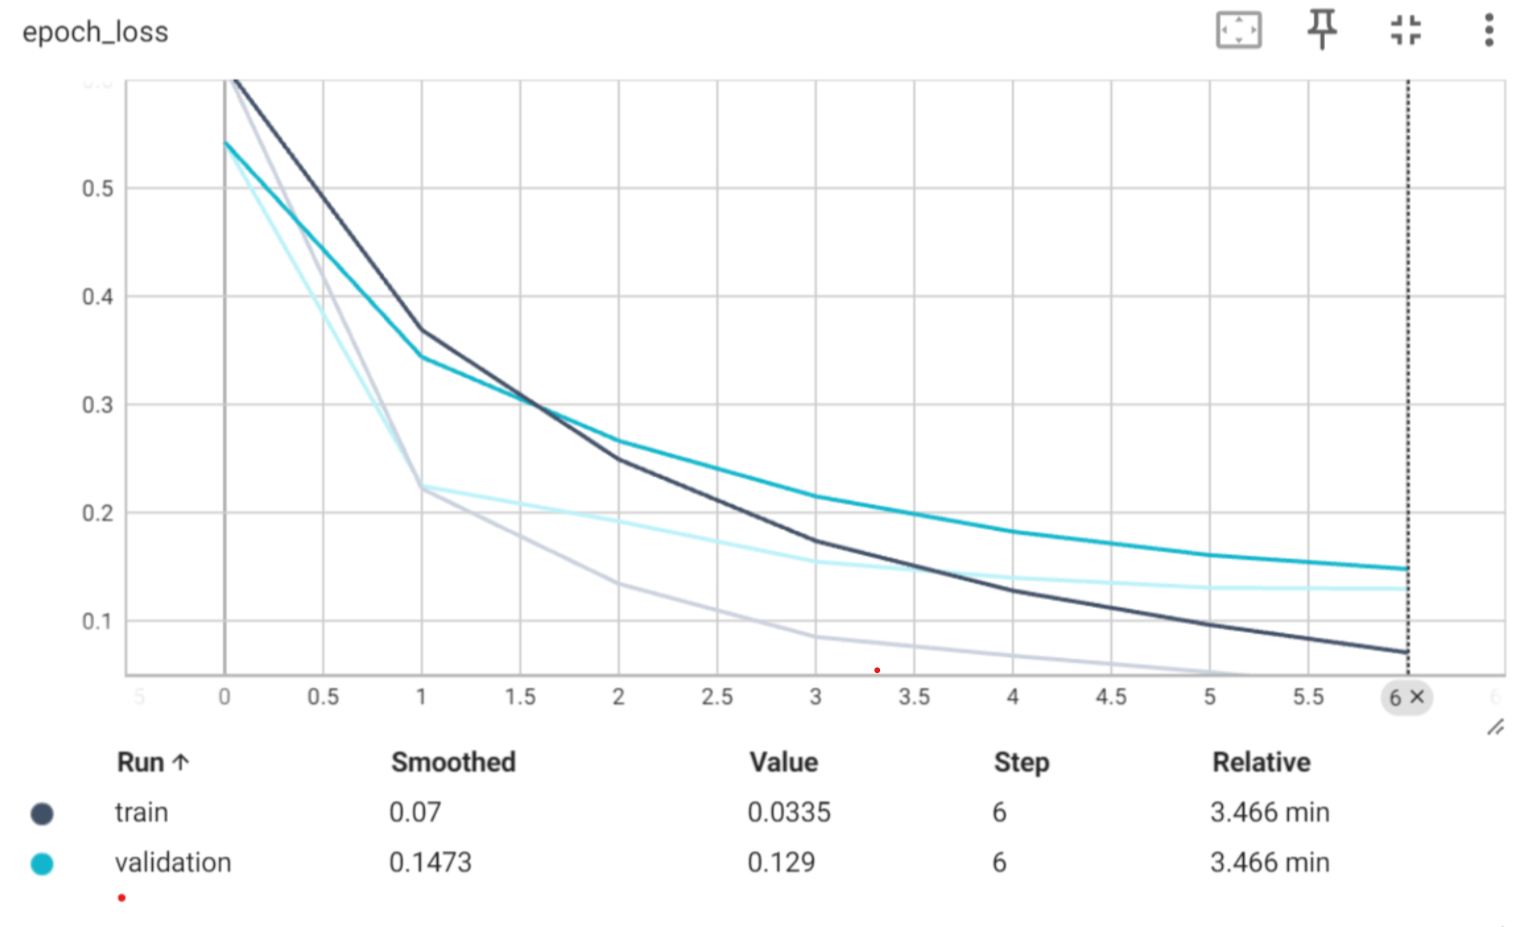 epoch_loss
0.5
0.4
0.3
0.2
0.1
5 0 0.5 1 1.5 2 2.5 3 3.5 4 4.5 5 5.5 6 × 6
Run ↑ Smoothed Value Step Relative
train 0.07 0.0335 6 3.466 min
validation 0.1473 0.129 6 3.466 min